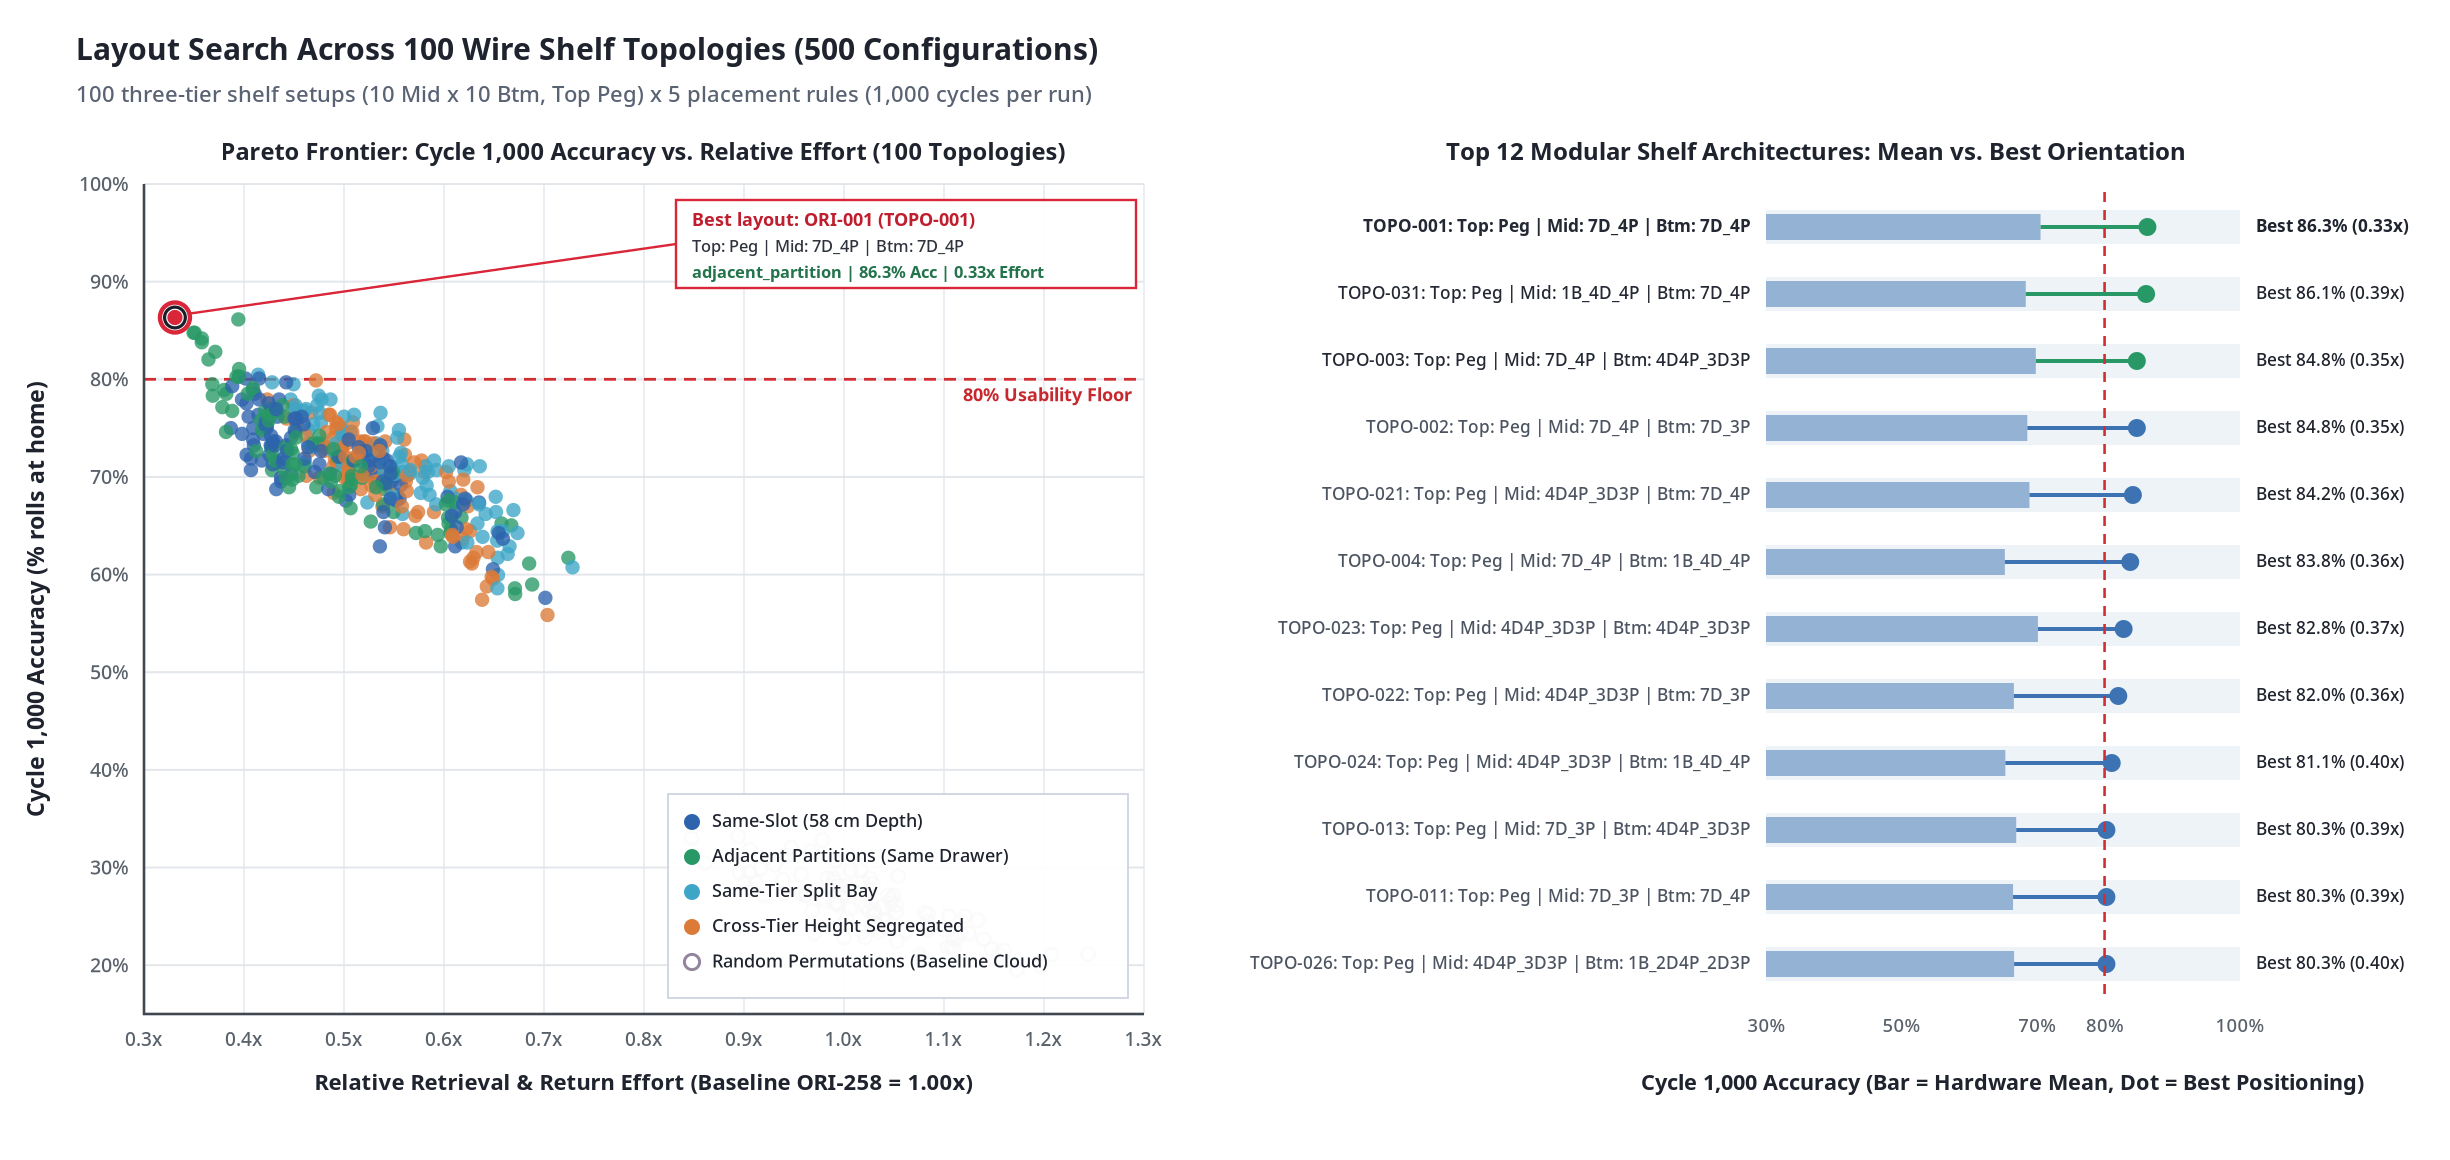 Layout Search Across 100 Wire Shelf Topologies (500 Configurations)
100 three-tier shelf setups (10 Mid x 10 Btm, Top Peg) x 5 placement rules (1,000 cycles per run)
Pareto Frontier: Cycle 1,000 Accuracy vs. Relative Effort (100 Topologies)
Cycle 1,000 Accuracy (% rolls at home)
100%
90%
80%
70%
60%
50%
40%
30%
20%
Best layout: ORI-001 (TOPO-001)
Top: Peg | Mid: 7D_4P | Btm: 7D_4P
adjacent_partition | 86.3% Acc | 0.33x Effort
80% Usability Floor
Same-Slot (58 cm Depth)
Adjacent Partitions (Same Drawer)
Same-Tier Split Bay
Cross-Tier Height Segregated
Random Permutations (Baseline Cloud)
0.3x 0.4x 0.5x 0.6x 0.7x 0.8x 0.9x 1.0x 1.1x 1.2x 1.3x
Relative Retrieval & Return Effort (Baseline ORI-258 = 1.00x)
Top 12 Modular Shelf Architectures: Mean vs. Best Orientation
TOPO-001: Top: Peg | Mid: 7D_4P | Btm: 7D_4P Best 86.3% (0.33x)
TOPO-031: Top: Peg | Mid: 1B_4D_4P | Btm: 7D_4P Best 86.1% (0.39x)
TOPO-003: Top: Peg | Mid: 7D_4P | Btm: 4D4P_3D3P Best 84.8% (0.35x)
TOPO-002: Top: Peg | Mid: 7D_4P | Btm: 7D_3P Best 84.8% (0.35x)
TOPO-021: Top: Peg | Mid: 4D4P_3D3P | Btm: 7D_4P Best 84.2% (0.36x)
TOPO-004: Top: Peg | Mid: 7D_4P | Btm: 1B_4D_4P Best 83.8% (0.36x)
TOPO-023: Top: Peg | Mid: 4D4P_3D3P | Btm: 4D4P_3D3P Best 82.8% (0.37x)
TOPO-022: Top: Peg | Mid: 4D4P_3D3P | Btm: 7D_3P Best 82.0% (0.36x)
TOPO-024: Top: Peg | Mid: 4D4P_3D3P | Btm: 1B_4D_4P Best 81.1% (0.40x)
TOPO-013: Top: Peg | Mid: 7D_3P | Btm: 4D4P_3D3P Best 80.3% (0.39x)
TOPO-011: Top: Peg | Mid: 7D_3P | Btm: 7D_4P Best 80.3% (0.39x)
TOPO-026: Top: Peg | Mid: 4D4P_3D3P | Btm: 1B_2D4P_2D3P Best 80.3% (0.40x)
30% 50% 70% 80% 100%
Cycle 1,000 Accuracy (Bar = Hardware Mean, Dot = Best Positioning)